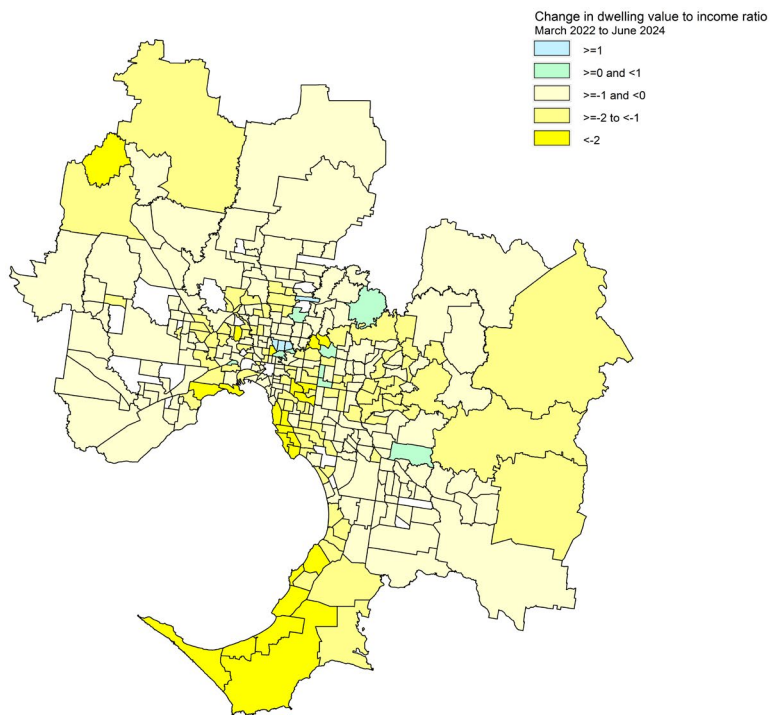 Change in dwelling value to income ratio
March 2022 to June 2024
>=1
>=0 and <1
>=-1 and <0
>=-2 to <-1
<-2